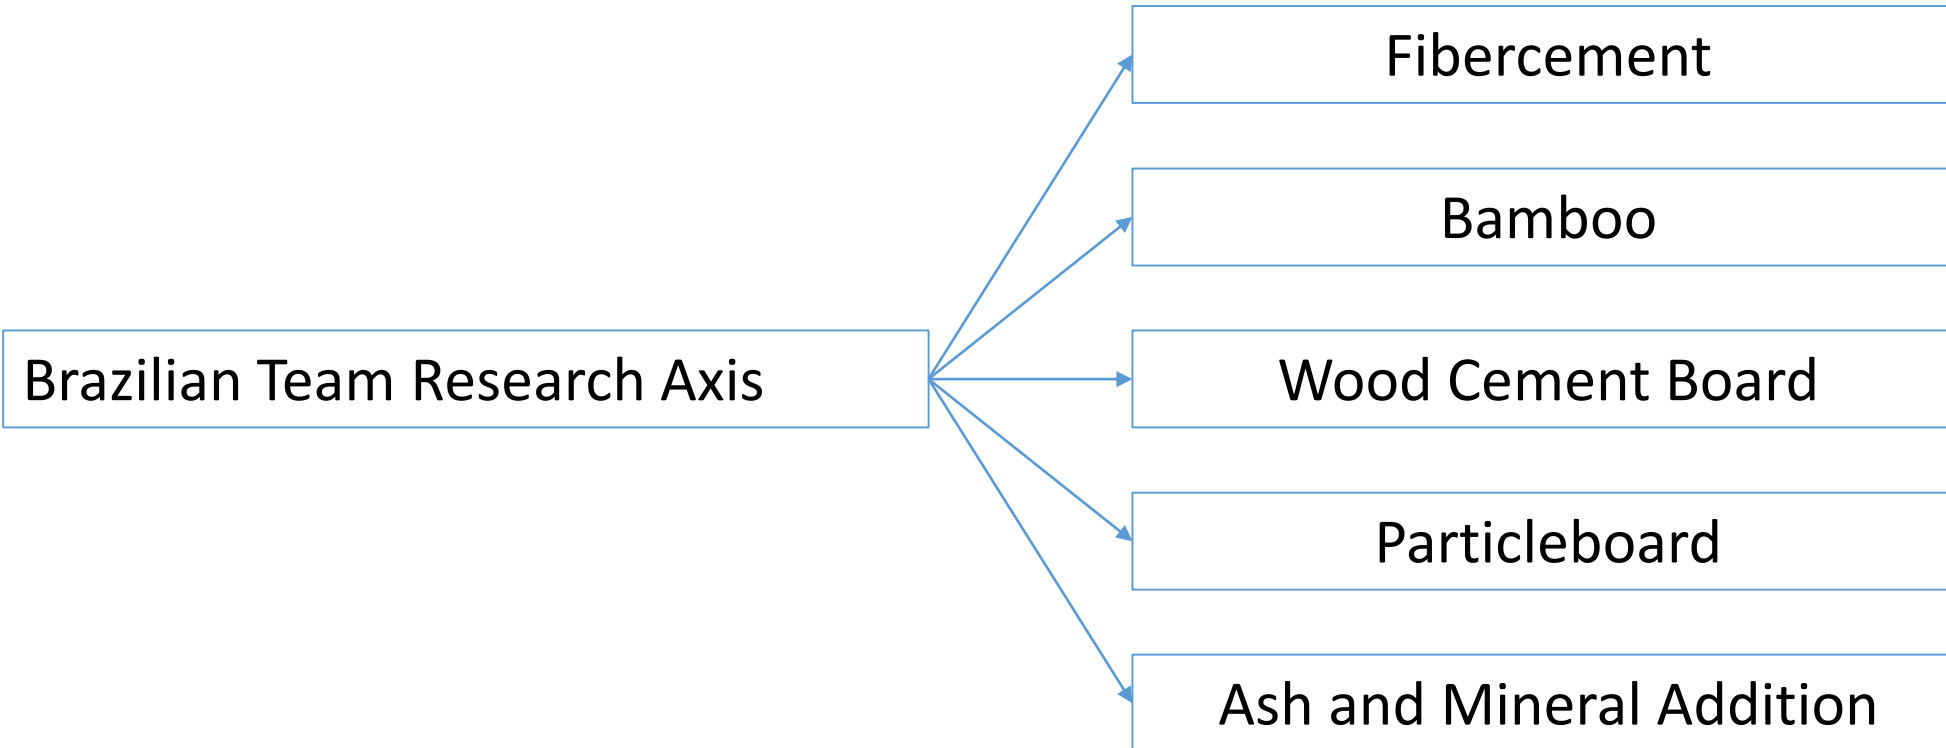 Fibercement
Bamboo
Brazilian Team Research Axis
Wood Cement Board
Particleboard
Ash and Mineral Addition